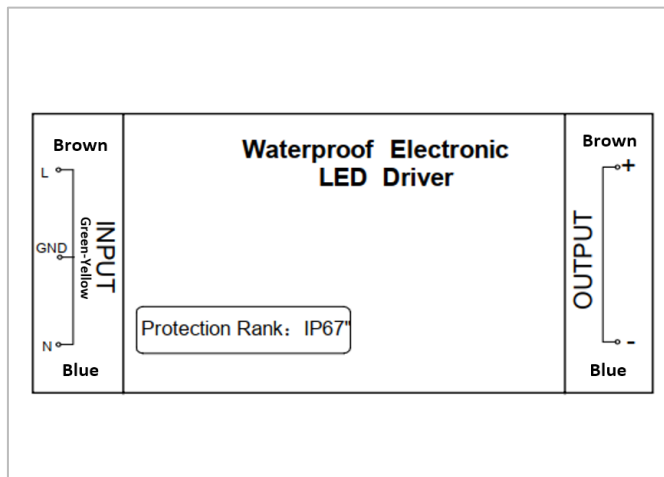 Brown
L
GND
Green-Yellow
INPUT
N
Blue
Waterproof Electronic
LED Driver
Protection Rank：IP67"
Brown
+
OUTPUT
-
Blue